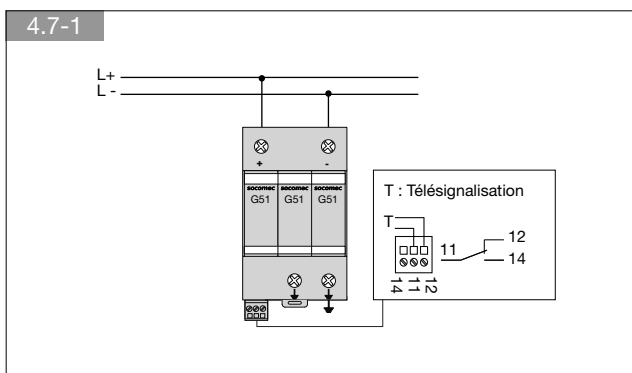 4.7-1
L+
L -
+ -
socomec socomec socomec
G51 G51 G51
T : Télésignalisation
T
11 12
14
14 11 12